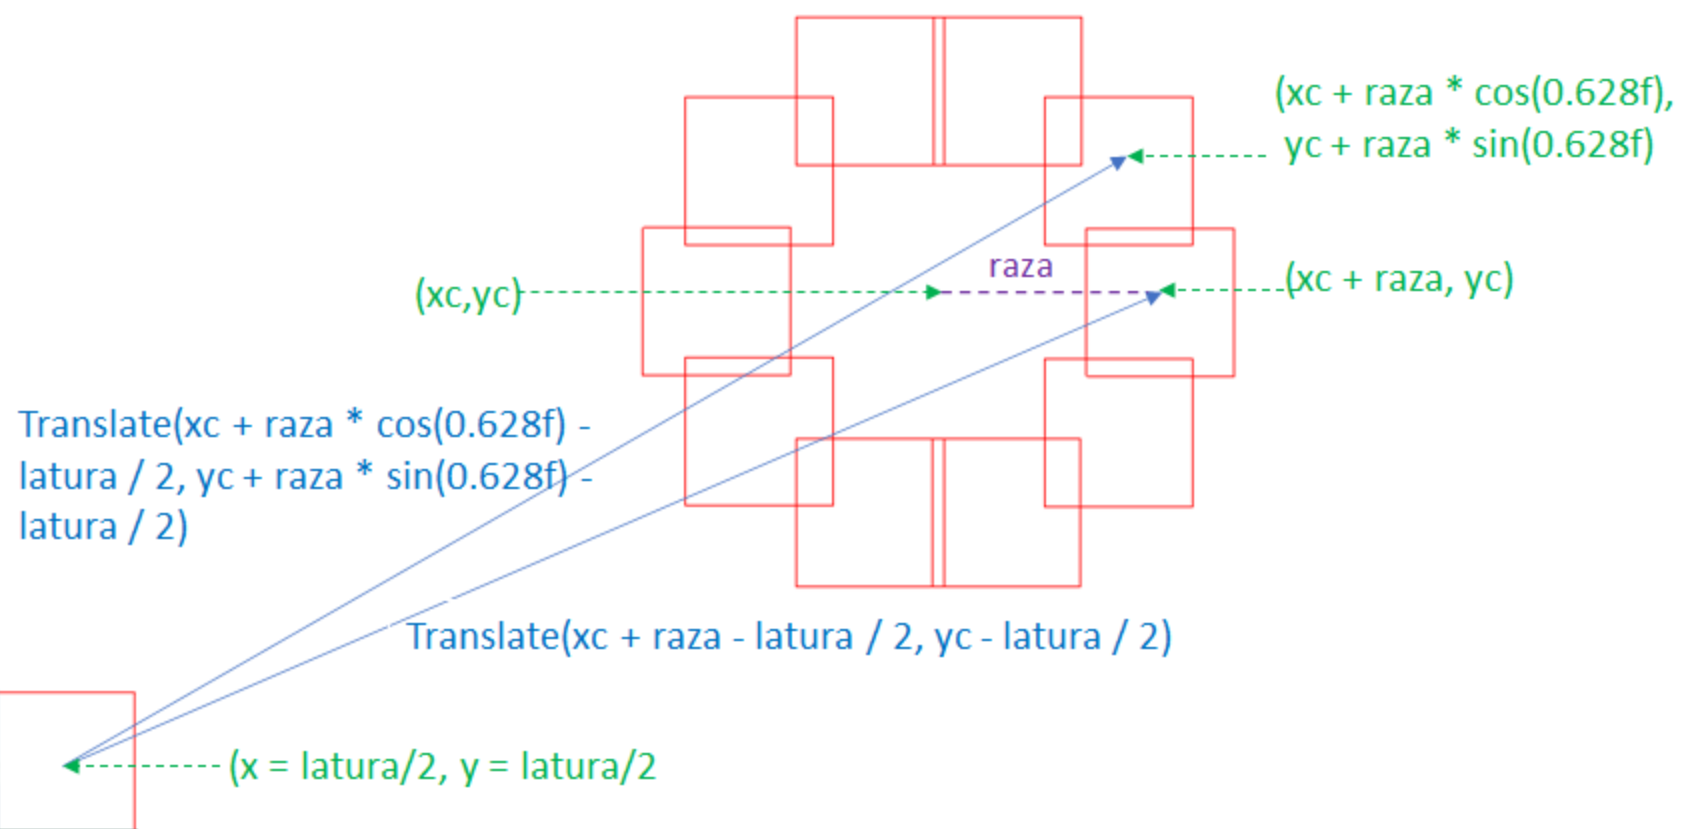 (xc + raza * cos(0.628f),
yc + raza * sin(0.628f)
raza
(xc,yc)
(xc + raza, yc)
Translate(xc + raza * cos(0.628f) -
latura / 2, yc + raza * sin(0.628f) -
latura / 2)
Translate(xc + raza - latura / 2, yc - latura / 2)
(x = latura/2, y = latura/2